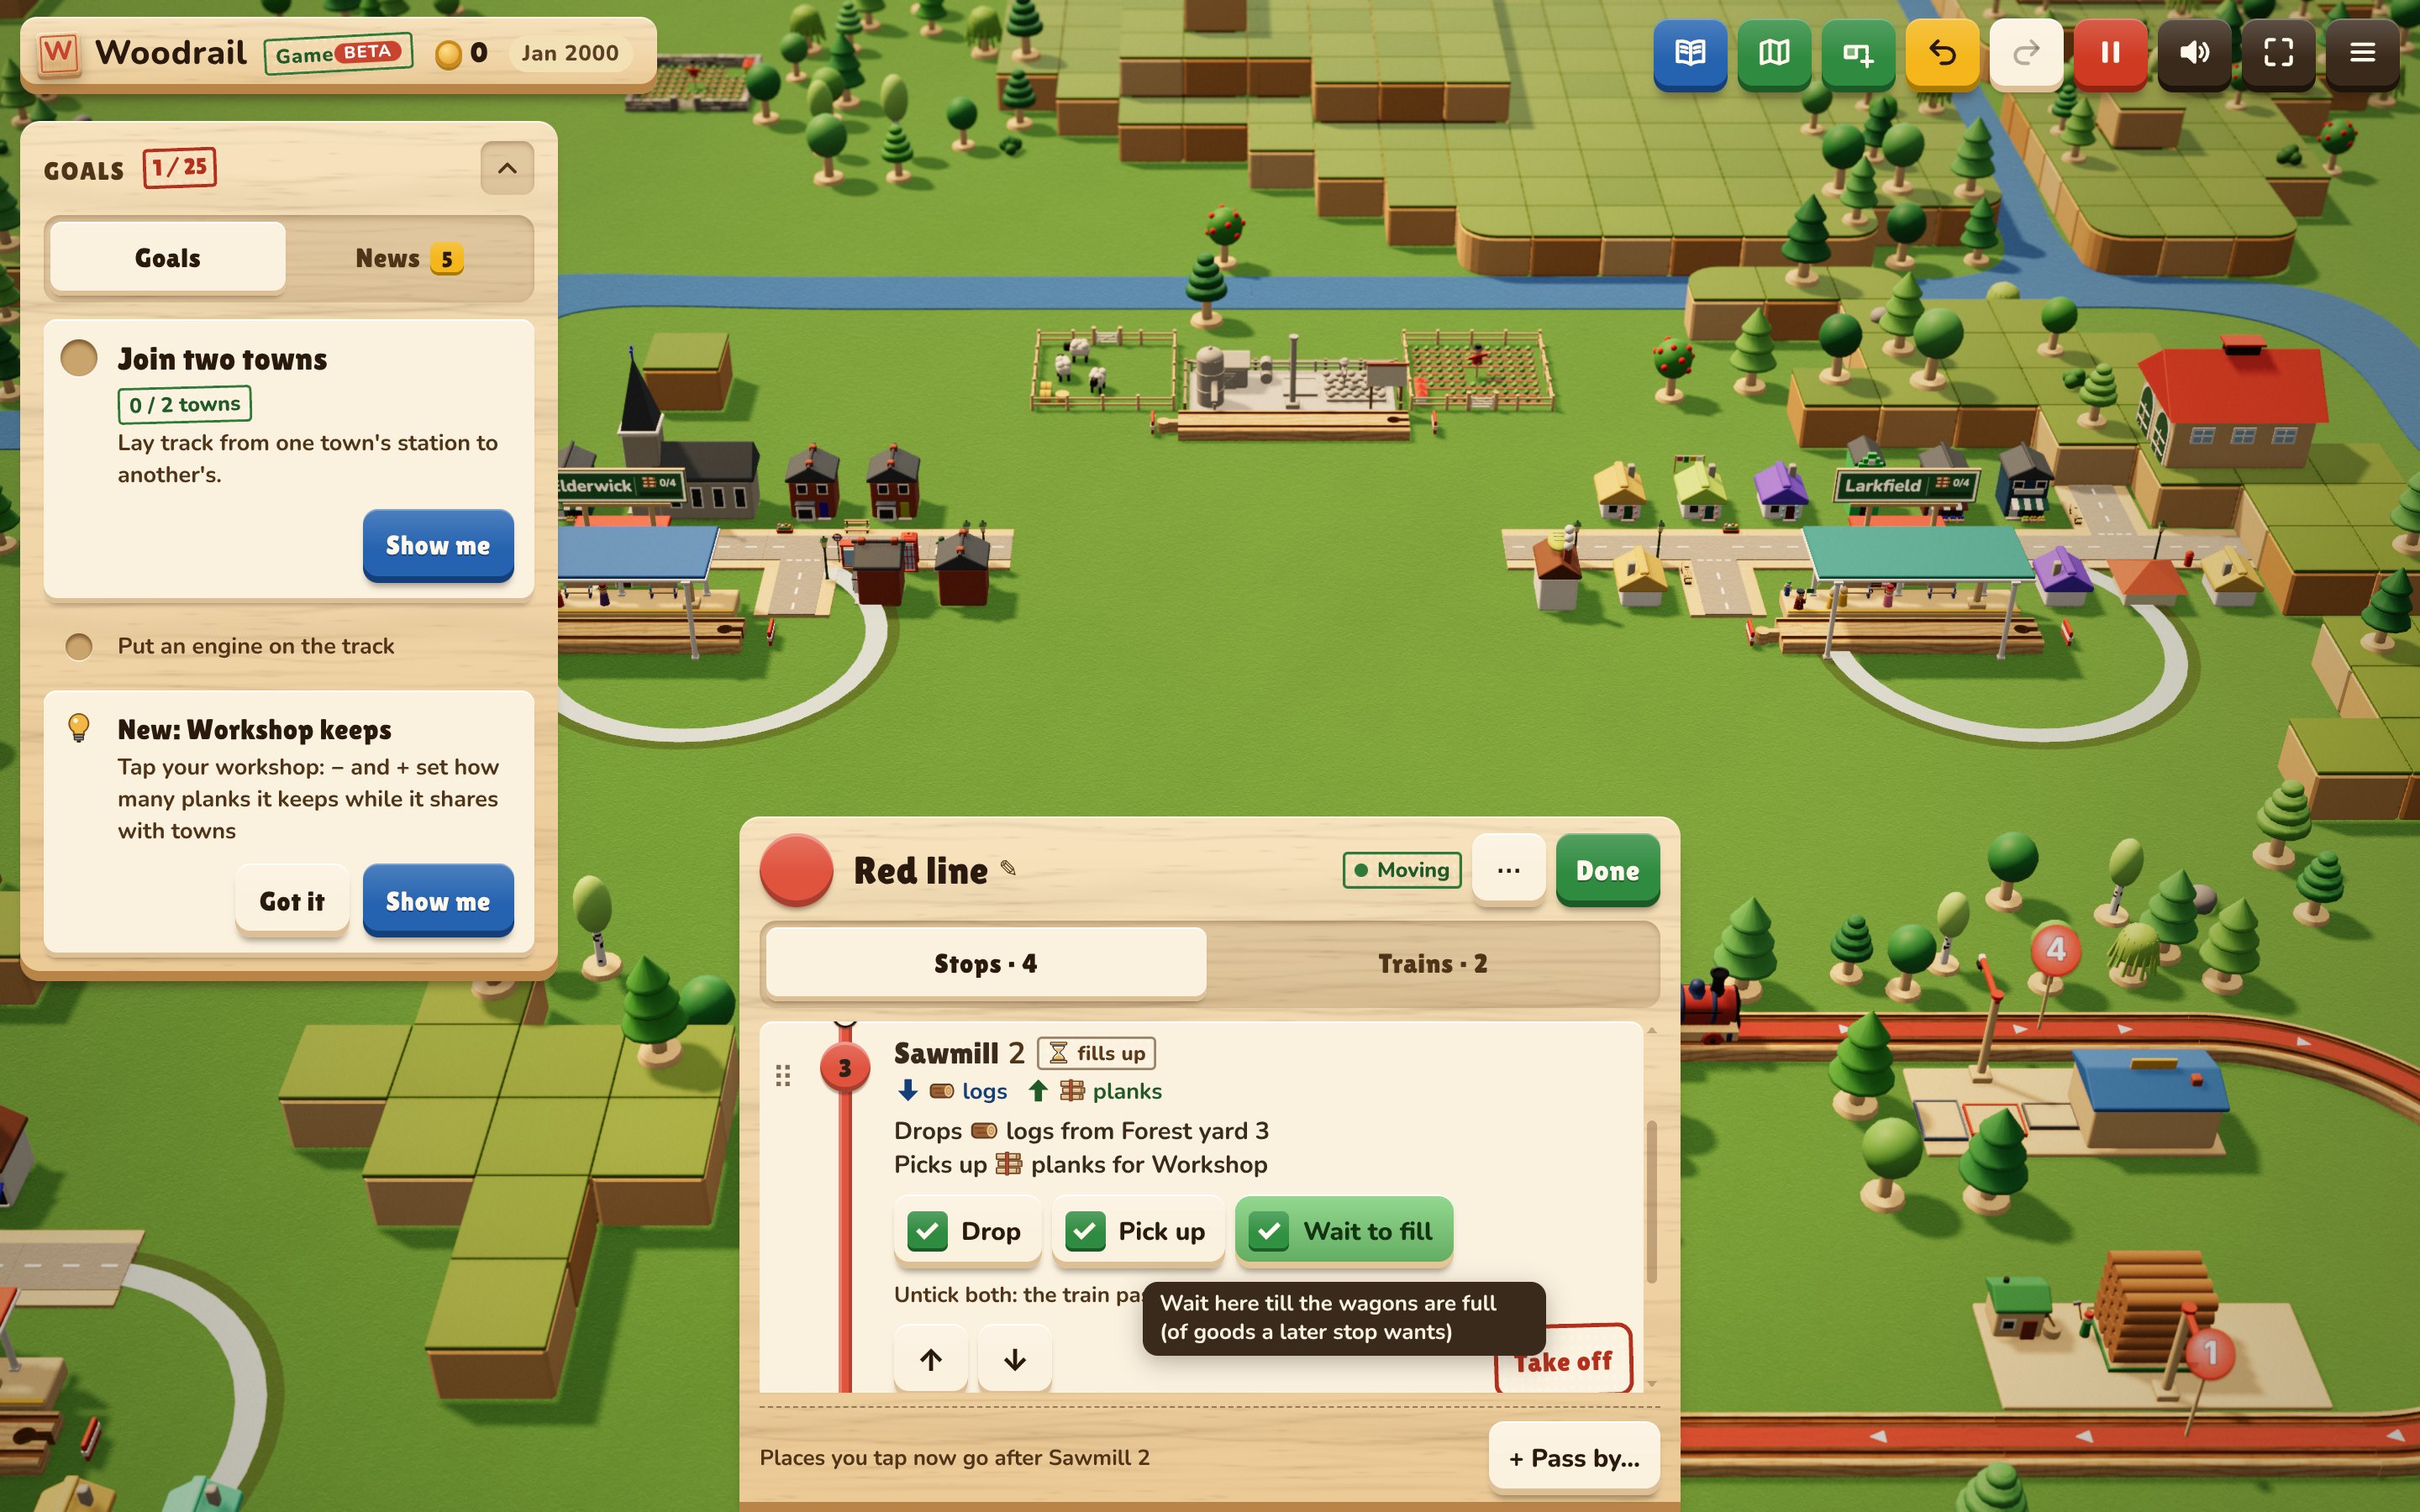 W Woodrail Game BETA 0 Jan 2000
GOALS 1 / 25
Goals News 5
Join two towns
0 / 2 towns
Lay track from one town's station to
another's.
Show me
Put an engine on the track
New: Workshop keeps
Tap your workshop: − and + set how
many planks it keeps while it shares
with towns
Got it Show me
lderwick 0/4
Larkfield 0/4
4
1
Red line
Moving
...
Done
Stops · 4 Trains · 2
3
Sawmill 2 fills up
logs planks
Drops logs from Forest yard 3
Picks up planks for Workshop
Drop Pick up Wait to fill
Untick both: the train pas
Wait here till the wagons are full
(of goods a later stop wants)
Take off
Places you tap now go after Sawmill 2
+ Pass by...